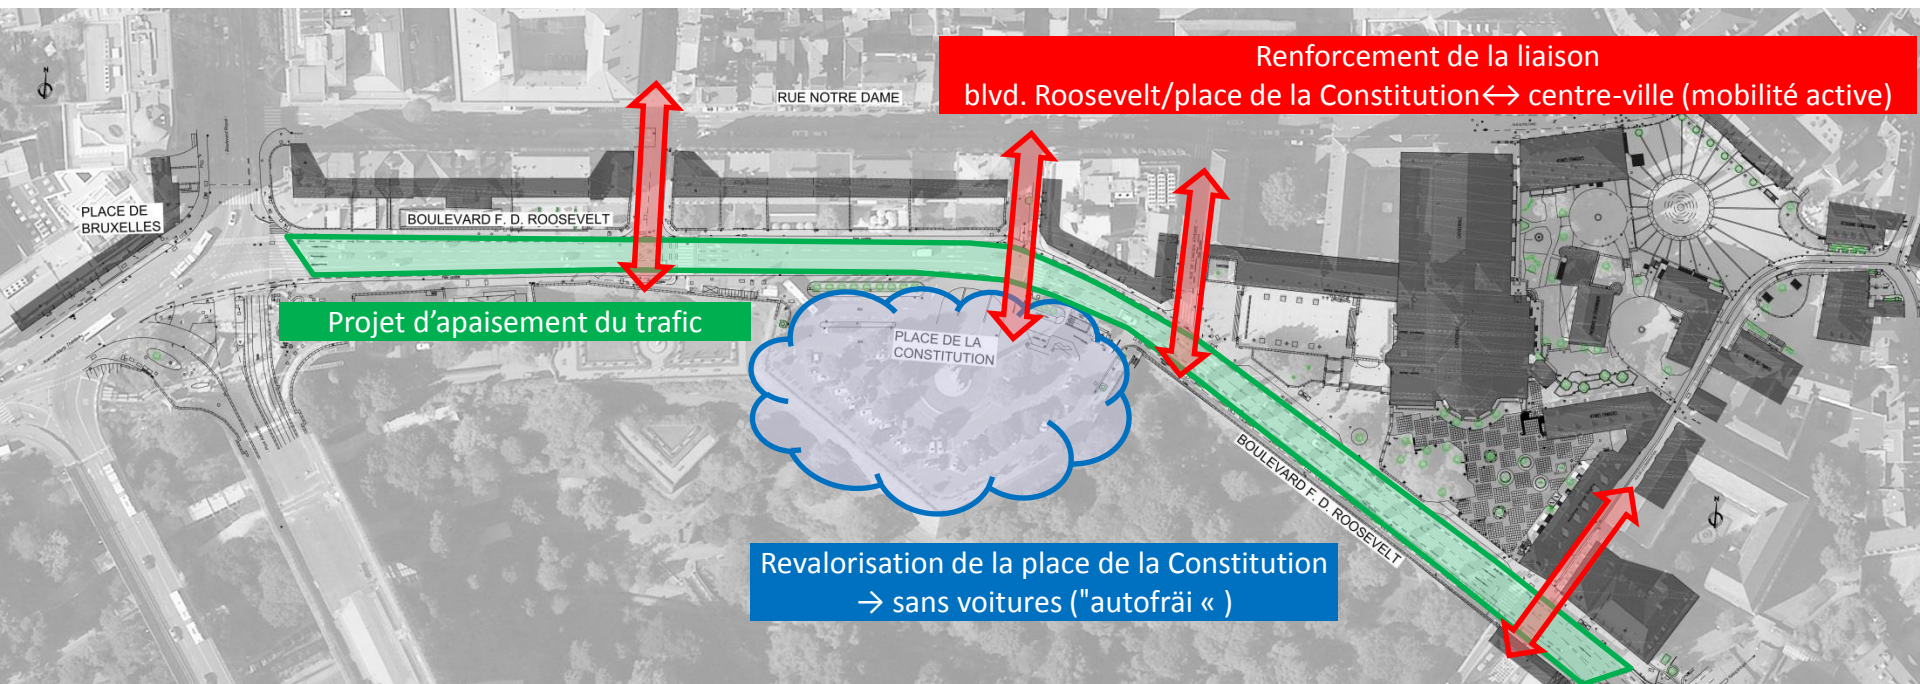 Renforcement de la liaison
blvd. Roosevelt/place de la Constitution↔ centre-ville (mobilité active)
N
RUE NOTRE DAME
PLACE DE
BRUXELLES
BOULEVARD F. D. ROOSEVELT
Projet d’apaisement du trafic
PLACE DE LA
CONSTITUTION
BOULEVARD F. D. ROOSEVELT
N
Revalorisation de la place de la Constitution
→ sans voitures ("autofräi « )